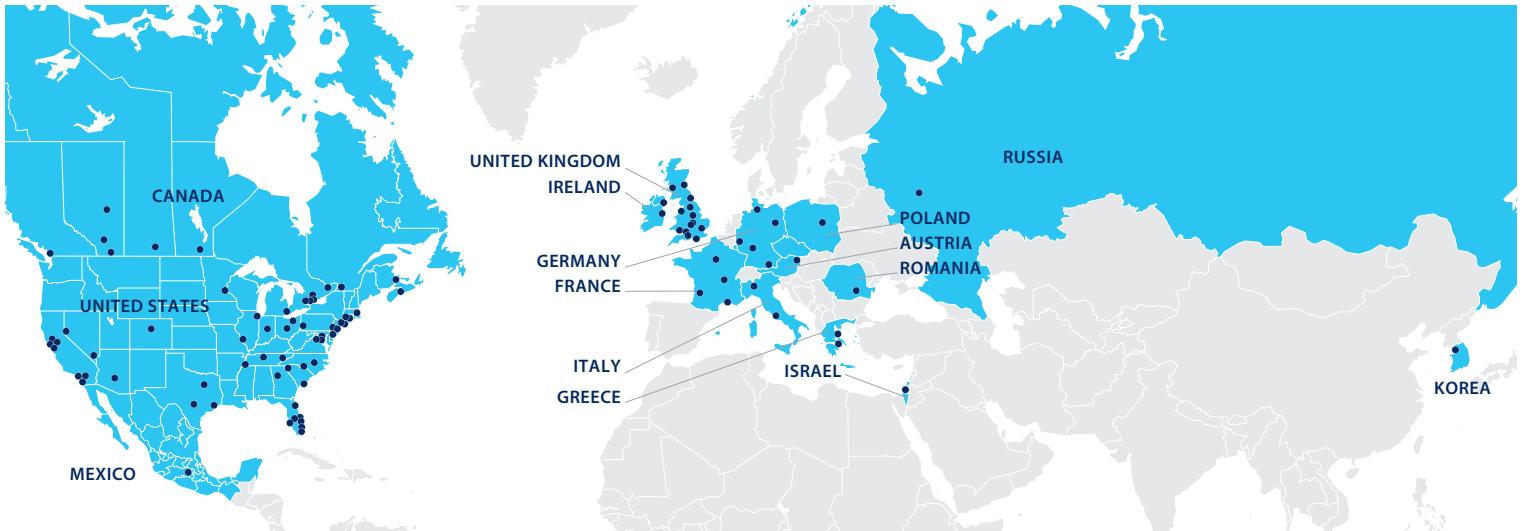 UNITED KINGDOM
RUSSIA
IRELAND
CANADA
POLAND
AUSTRIA
GERMANY
ROMANIA
FRANCE
UNITED STATES
ITALY
ISRAEL
KOREA
GREECE
MEXICO